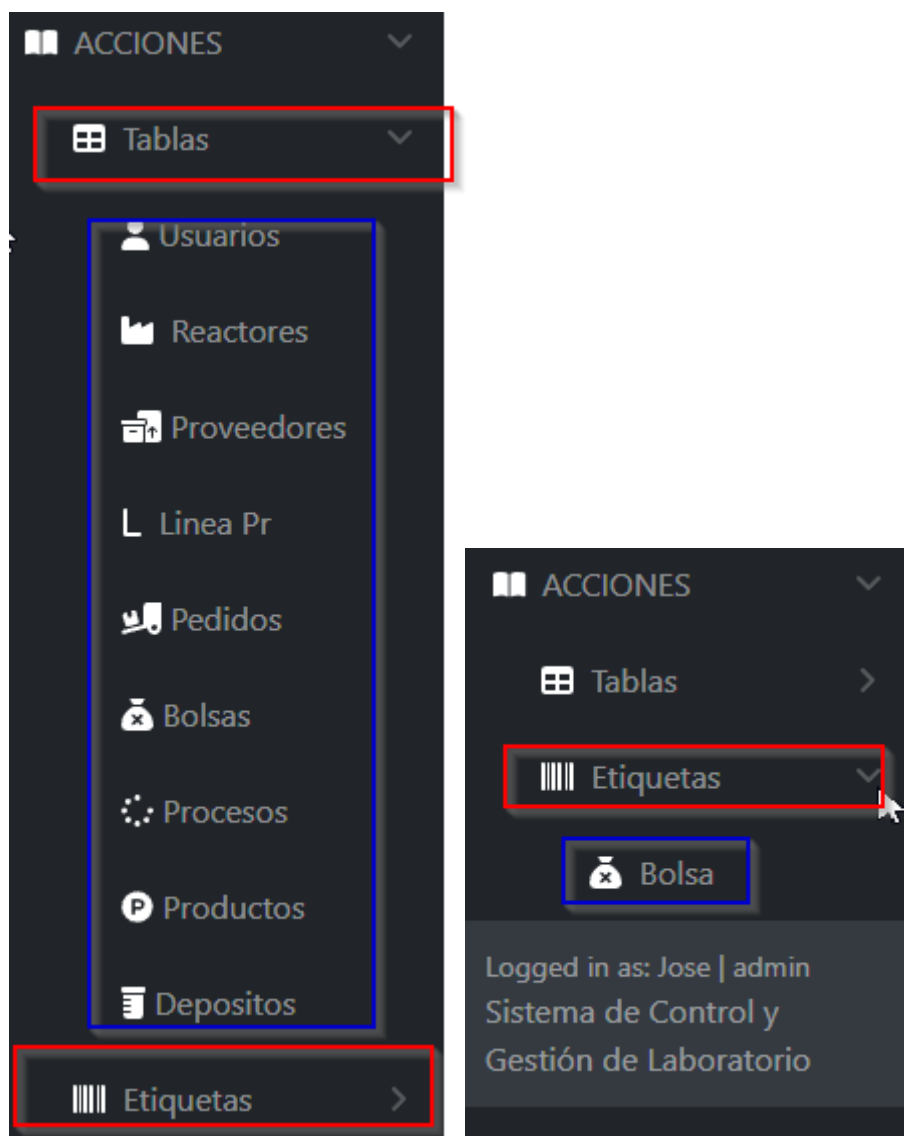 ACCIONES
Tablas
Usuarios
Reactores
Proveedores
L Linea Pr
Pedidos
Bolsas
Procesos
P Productos
Depositos
Etiquetas
ACCIONES
Tablas
Etiquetas
Bolsa
Logged in as: Jose | admin
Sistema de Control y
Gestión de Laboratorio